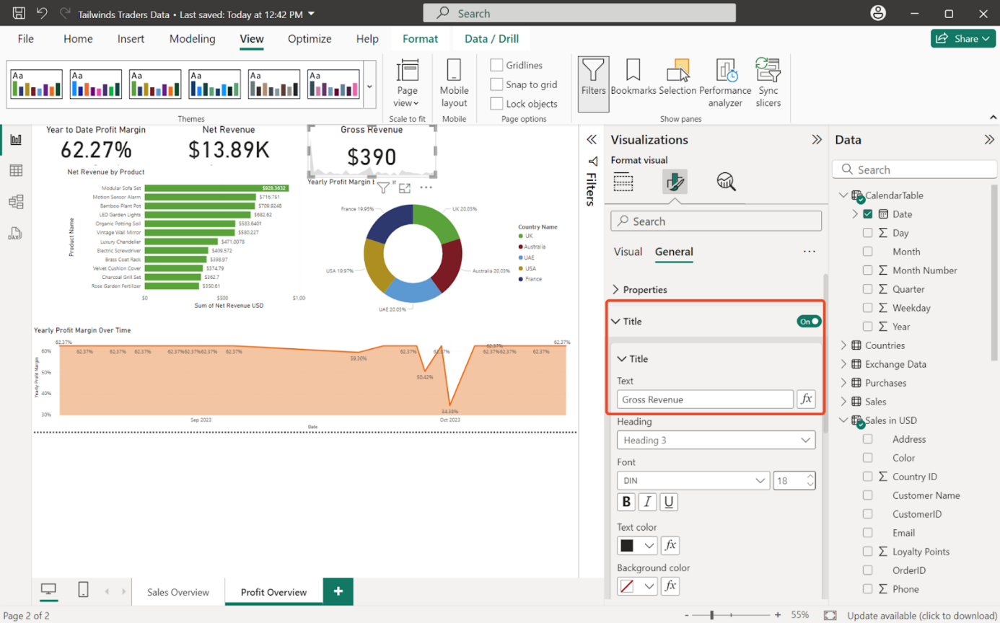 Tailwinds Traders Data • Last saved: Today at 12:42 PM
Search
File Home Insert Modeling View Optimize Help Format Data / Drill
Share
Aa Aa Aa Aa Aa Aa
Page view
Mobile layout
Gridlines
Snap to grid
Lock objects
Filters
Bookmarks
Selection
Performance analyzer
Sync slicers
Themes
Scale to fit
Mobile
Page options
Show panes
DAX
Year to Date Profit Margin
62.27%
Net Revenue
$13.89K
Gross Revenue
$390
Net Revenue by Product
Product Name
Modular Sofa Set $928.3632
Motion Sensor Alarm $716.751
Bamboo Plant Pot $709.9248
LED Garden Lights $682.62
Organic Potting Soil $583.6401
Vintage Wall Mirror $580.227
Luxury Chandelier $471.0078
Electric Screwdriver $409.572
Brass Coat Rack $398.97
Velvet Cushion Cover $374.79
Charcoal Grill Set $362.7
Rose Garden Fertilizer $350.61
$0 $500 $1,00
Sum of Net Revenue USD
Yearly Profit Margin
France 19.95%
UK 20.03%
USA 19.97%
Australia 20.03%
UAE 20.03%
Country Name
UK
Australia
UAE
USA
France
Yearly Profit Margin Over Time
Yearly Profit Margin
60%
50%
40%
30%
62.37%
62.37% 62.37% 62.37% 62.37%62.37%62.37% 62.37% 59.30% 62.37% 62.37% 62.37% 62.37%62.37% 62.37%
62.37%
50.42%
34.38%
Sep 2023 Oct 2023
Date
Sales Overview
Profit Overview
+
Page 2 of 2
Filters
Visualizations
Format visual
Search
Visual General
Properties
Title
On
Title
Text
Gross Revenue
fx
Heading
Heading 3
Font
DIN
18
B I U
Text color
fx
Background color
fx
Data
Search
CalendarTable
Date
Day
Month
Month Number
Quarter
Weekday
Year
Countries
Exchange Data
Purchases
Sales
Sales in USD
Address
Color
Country ID
Customer Name
CustomerID
Email
Loyalty Points
OrderID
Phone
- + 55%
Update available (click to download)